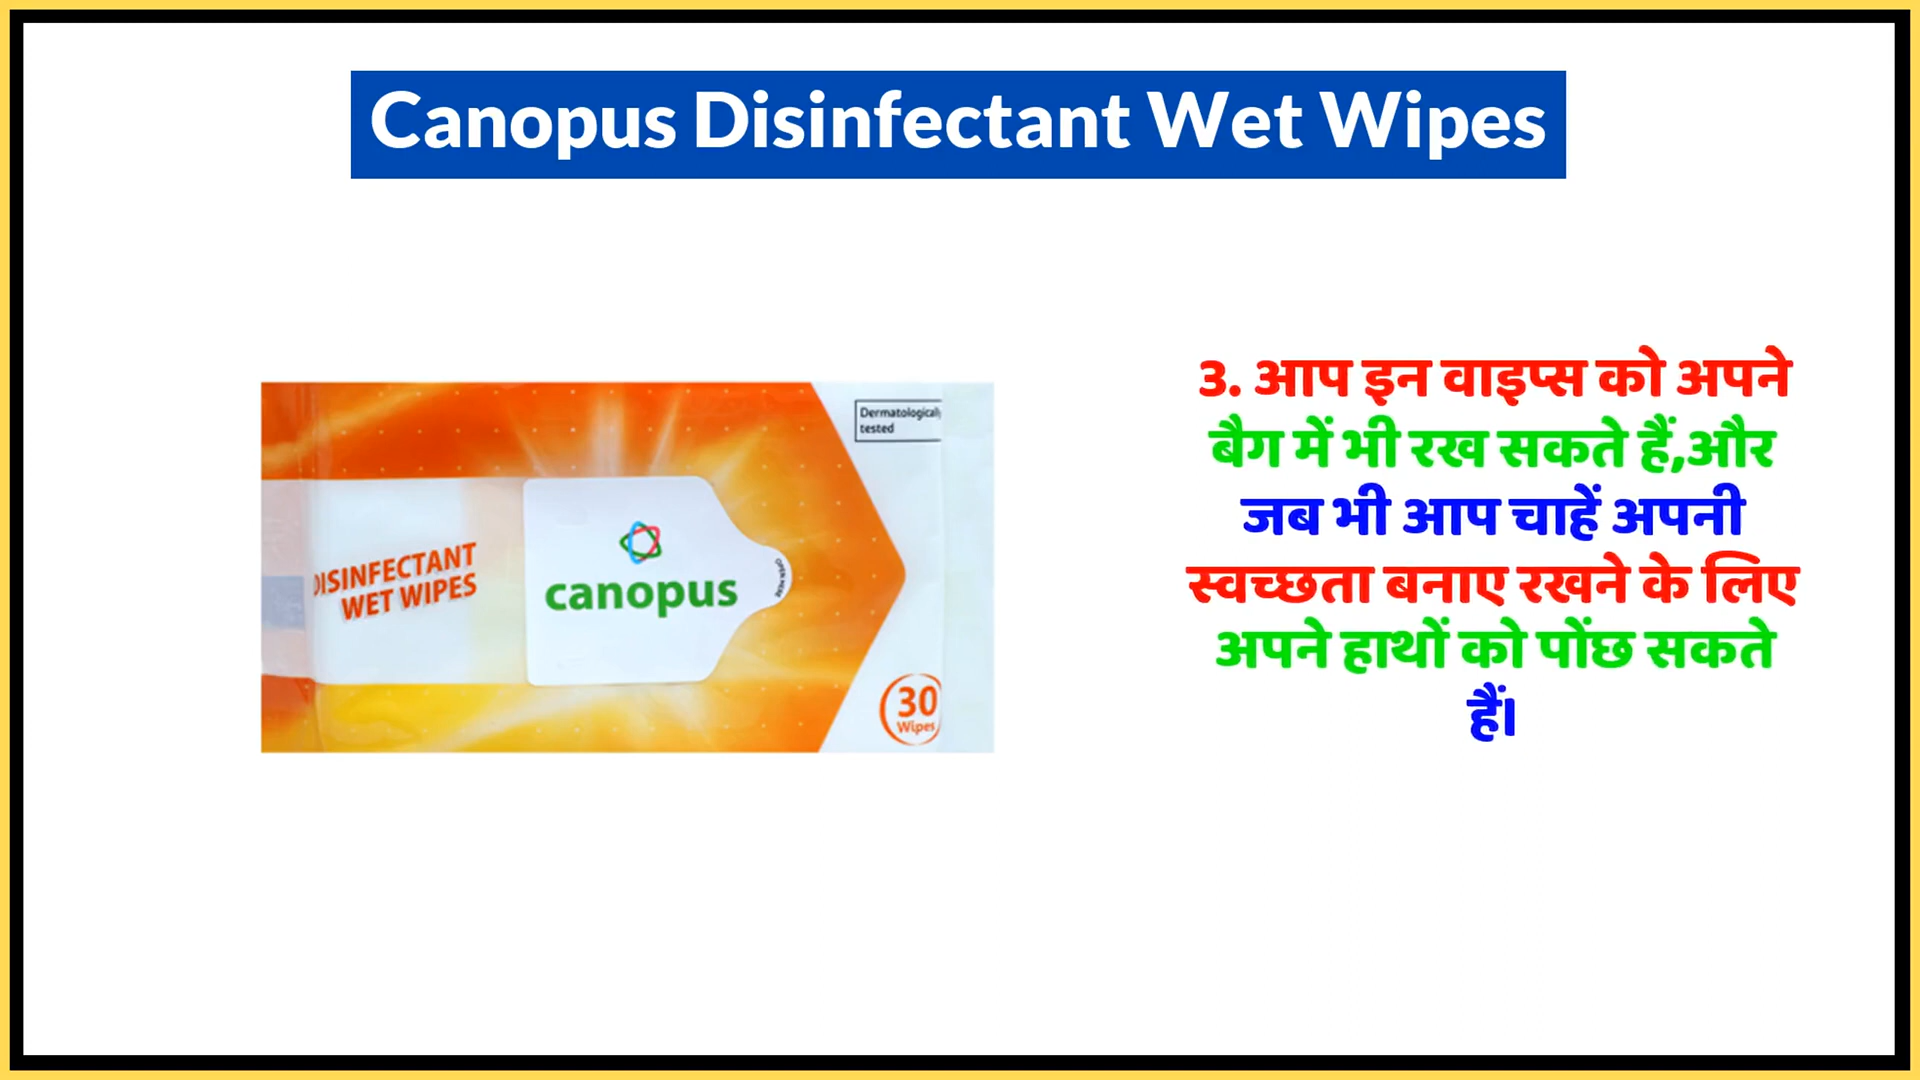 Canopus Disinfectant Wet Wipes
3. आप इन वाइप्स को अपने
बैग में भी रख सकते हैं,और
जब भी आप चाहें अपनी
स्वच्छता बनाए रखने के लिए
अपने हाथों को पोंछ सकते
हैं।
Dermatologically
tested
DISINFECTANT
WET WIPES
canopus
30
Wipes